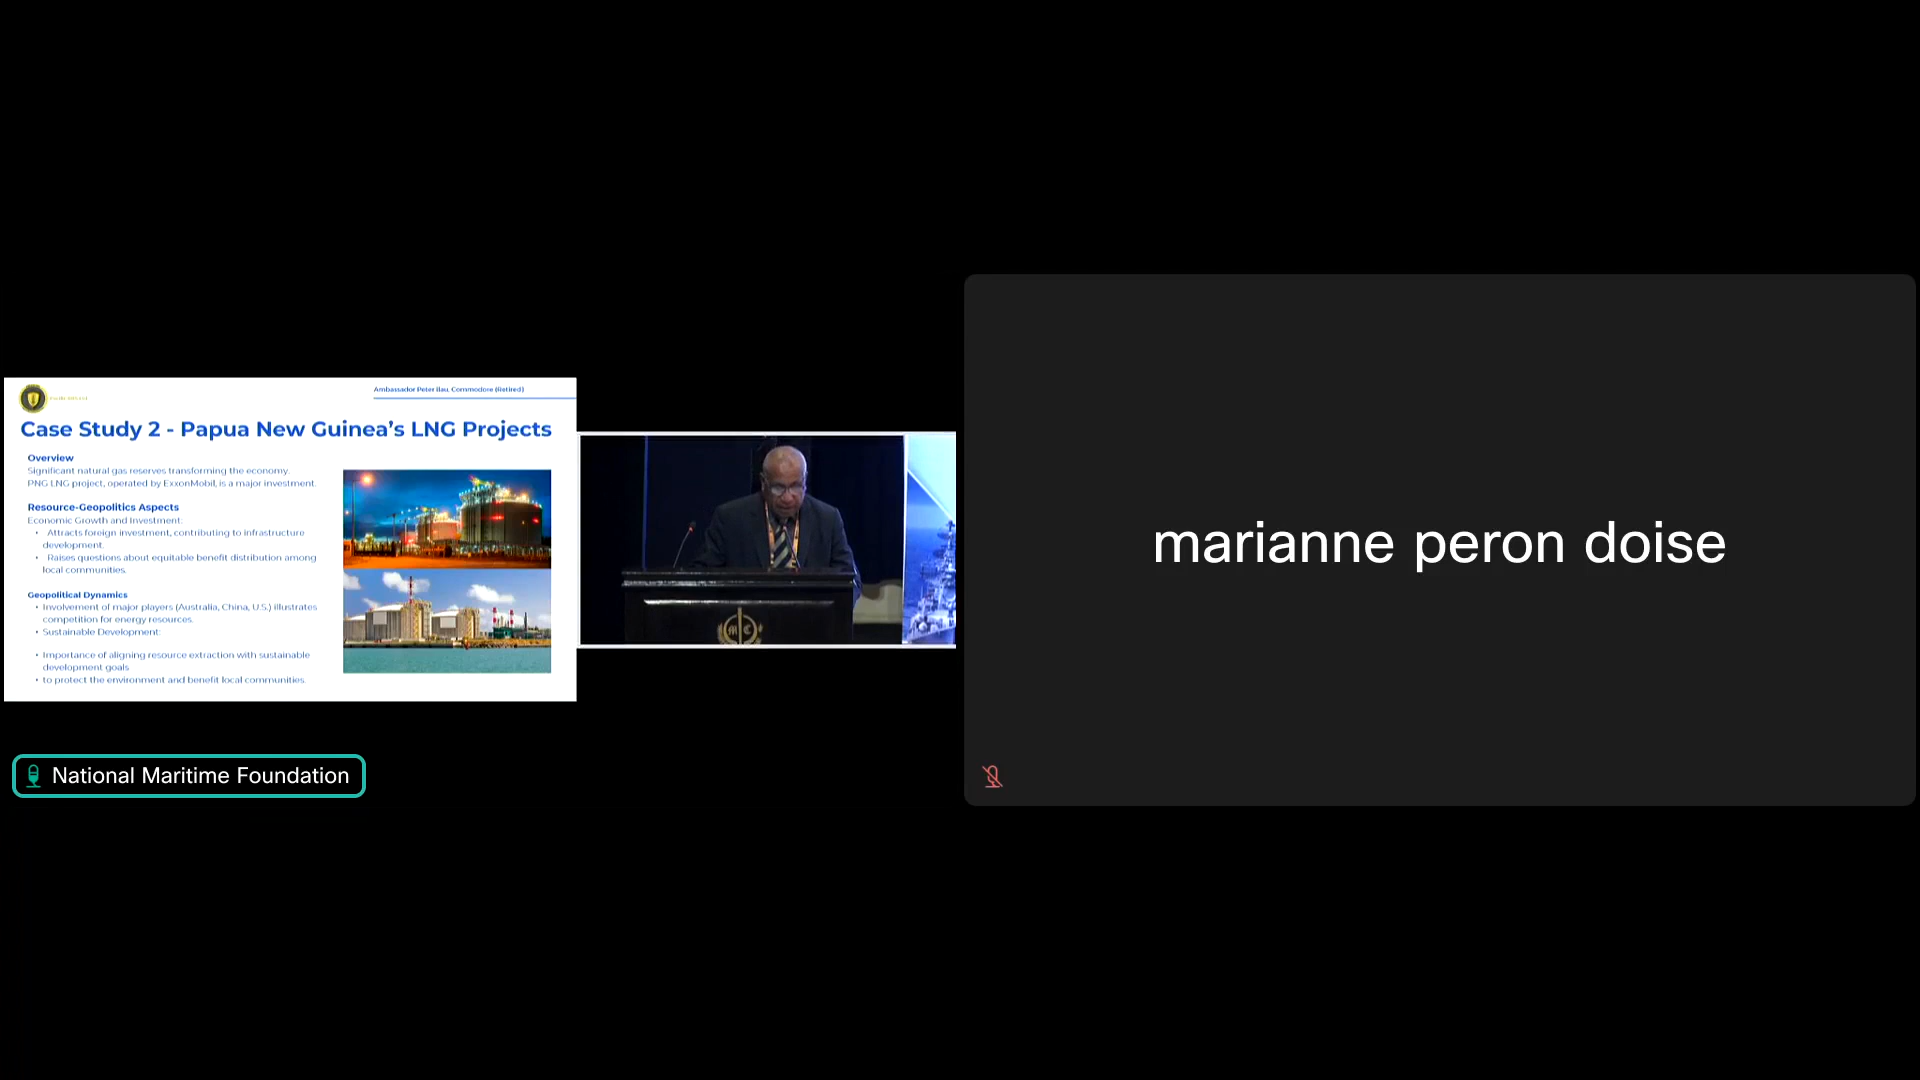 Ambassador Peter Ilau, Commodore (Retired)
Case Study 2 - Papua New Guinea’s LNG Projects
Overview
Significant natural gas reserves transforming the economy.
PNG LNG project, operated by ExxonMobil, is a major investment.
Resource-Geopolitics Aspects
Economic Growth and Investment:
• Attracts foreign investment, contributing to infrastructure
development.
• Raises questions about equitable benefit distribution among
local communities.
Geopolitical Dynamics
• Involvement of major players (Australia, China, U.S.) illustrates
competition for energy resources.
• Sustainable Development:
• Importance of aligning resource extraction with sustainable
development goals
• to protect the environment and benefit local communities.
M C
National Maritime Foundation
marianne peron doise